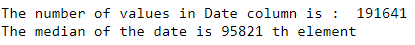 The number of values in Date column is :  191641
The median of the date is 95821 th element